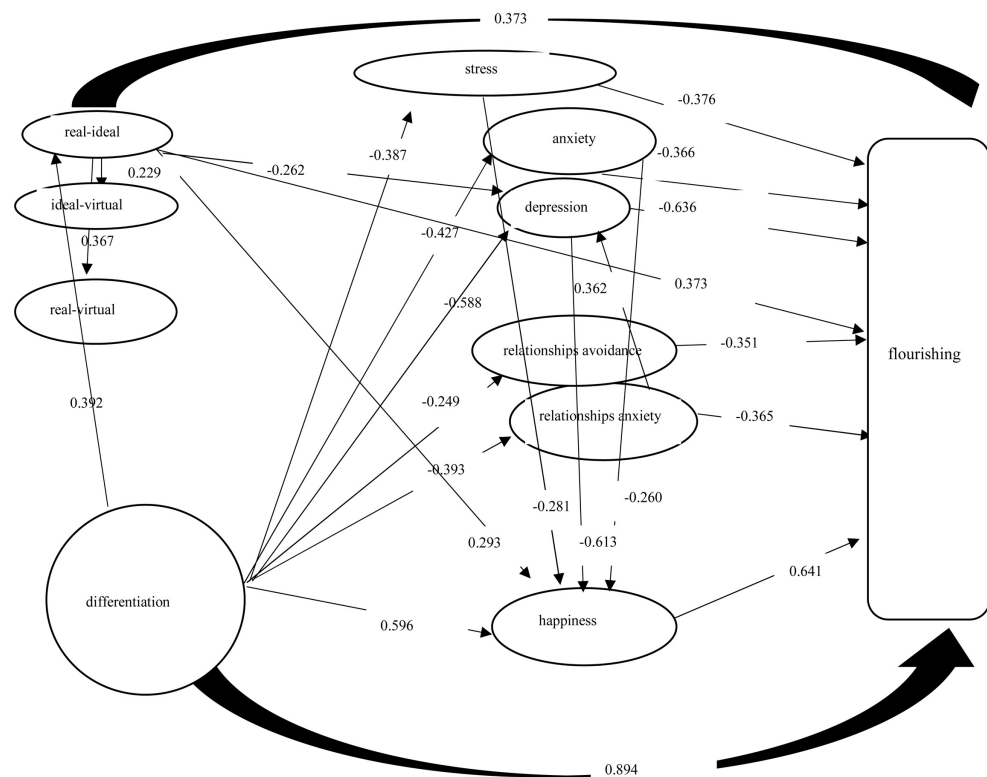 0.373
stress
-0.376
real-ideal
anxiety
-0.387
-0.366
0.229
-0.262
ideal-virtual
depression
-0.636
-0.427
0.367
0.362
0.373
-0.588
real-virtual
-0.351
relationships avoidance
flourishing
0.392
-0.249
relationships anxiety
-0.365
-0.393
-0.281
-0.260
0.293
-0.613
0.641
differentiation
0.596
happiness
0.894